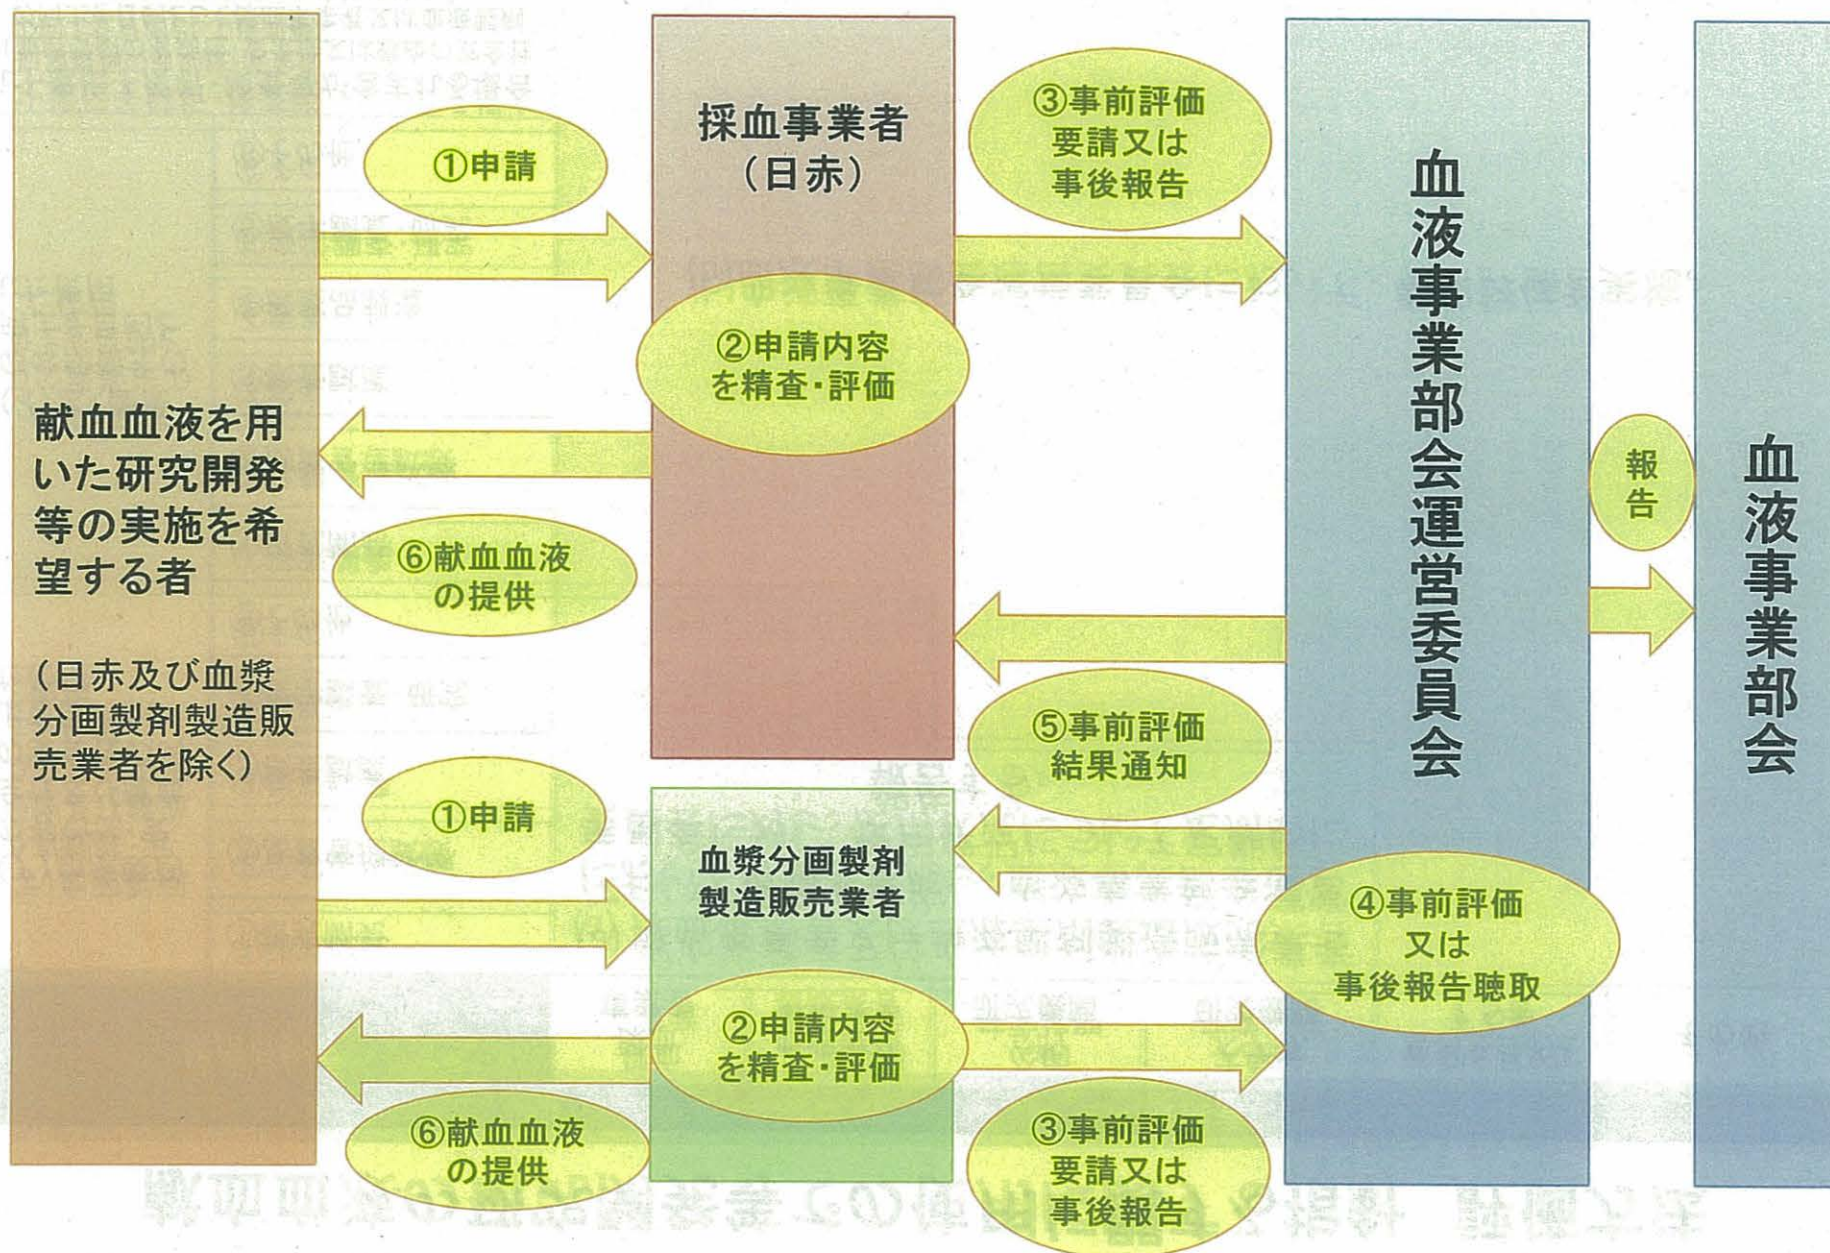 献血血液を用
いた研究開発
等の実施を希
望する者
(日赤及び血漿
分画製剤製造販
売業者を除く)
①申請
採血事業者
(日赤)
②申請内容
を精査・評価
⑥献血血液
の提供
③事前評価
要請又は
事後報告
⑤事前評価
結果通知
①申請
血漿分画製剤
製造販売業者
②申請内容
を精査・評価
⑥献血血液
の提供
③事前評価
要請又は
事後報告
血液事業部会運営委員会
④事前評価
又は
事後報告聴取
報
告
血液事業部会